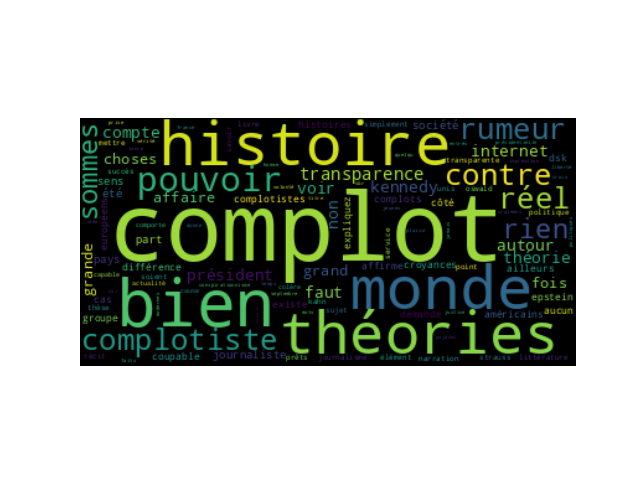 histoire
rumeur
compte
choses
sommes
sens
été
pouvoir
affaire
transparence
voir
kennedy
internet
contre
réel
rien
autour
théorie
ailleurs
histoires
société
simplement
livre
transparente
dsk
unis
oswald
côté
politique
complotistes
complots
non
expliquez
service
complot
part
différence
président
grand
affirme
croyances
point
fois
epstein
aucun
américains
grande
pays
européens
capable
soient
actualité
cas
thèse
groupe
récit
bien
monde
faut
colère
kahn
sujet
existe
demande
théories
complotiste
coupable
journaliste
prêts
journalisme
élément
narration
strauss
littérature
succès
mettre
comporte